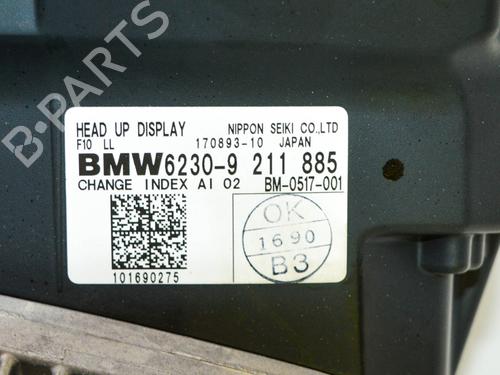 B-PARTS
HEAD UP DISPLAY NIPPON SEIKI CO.,LTD
F10 LL 170893-10 JAPAN
BMW6230-9 211 885
CHANGE INDEX AI 02 BM-0517-001
OK
1690
B3
101690275